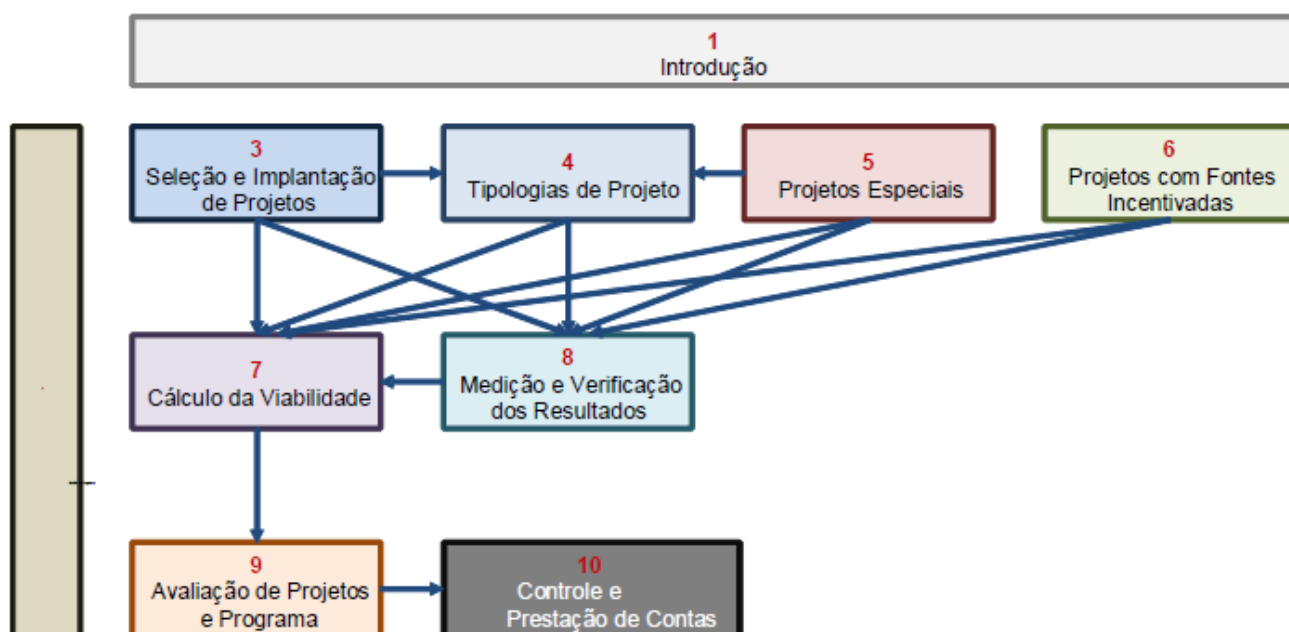 1
Introdução
3
Seleção e Implantação
de Projetos
4
Tipologias de Projeto
5
Projetos Especiais
6
Projetos com Fontes
Incentivadas
7
Cálculo da Viabilidade
8
Medição e Verificação
dos Resultados
9
Avaliação de Projetos
e Programa
10
Controle e
Prestação de Contas